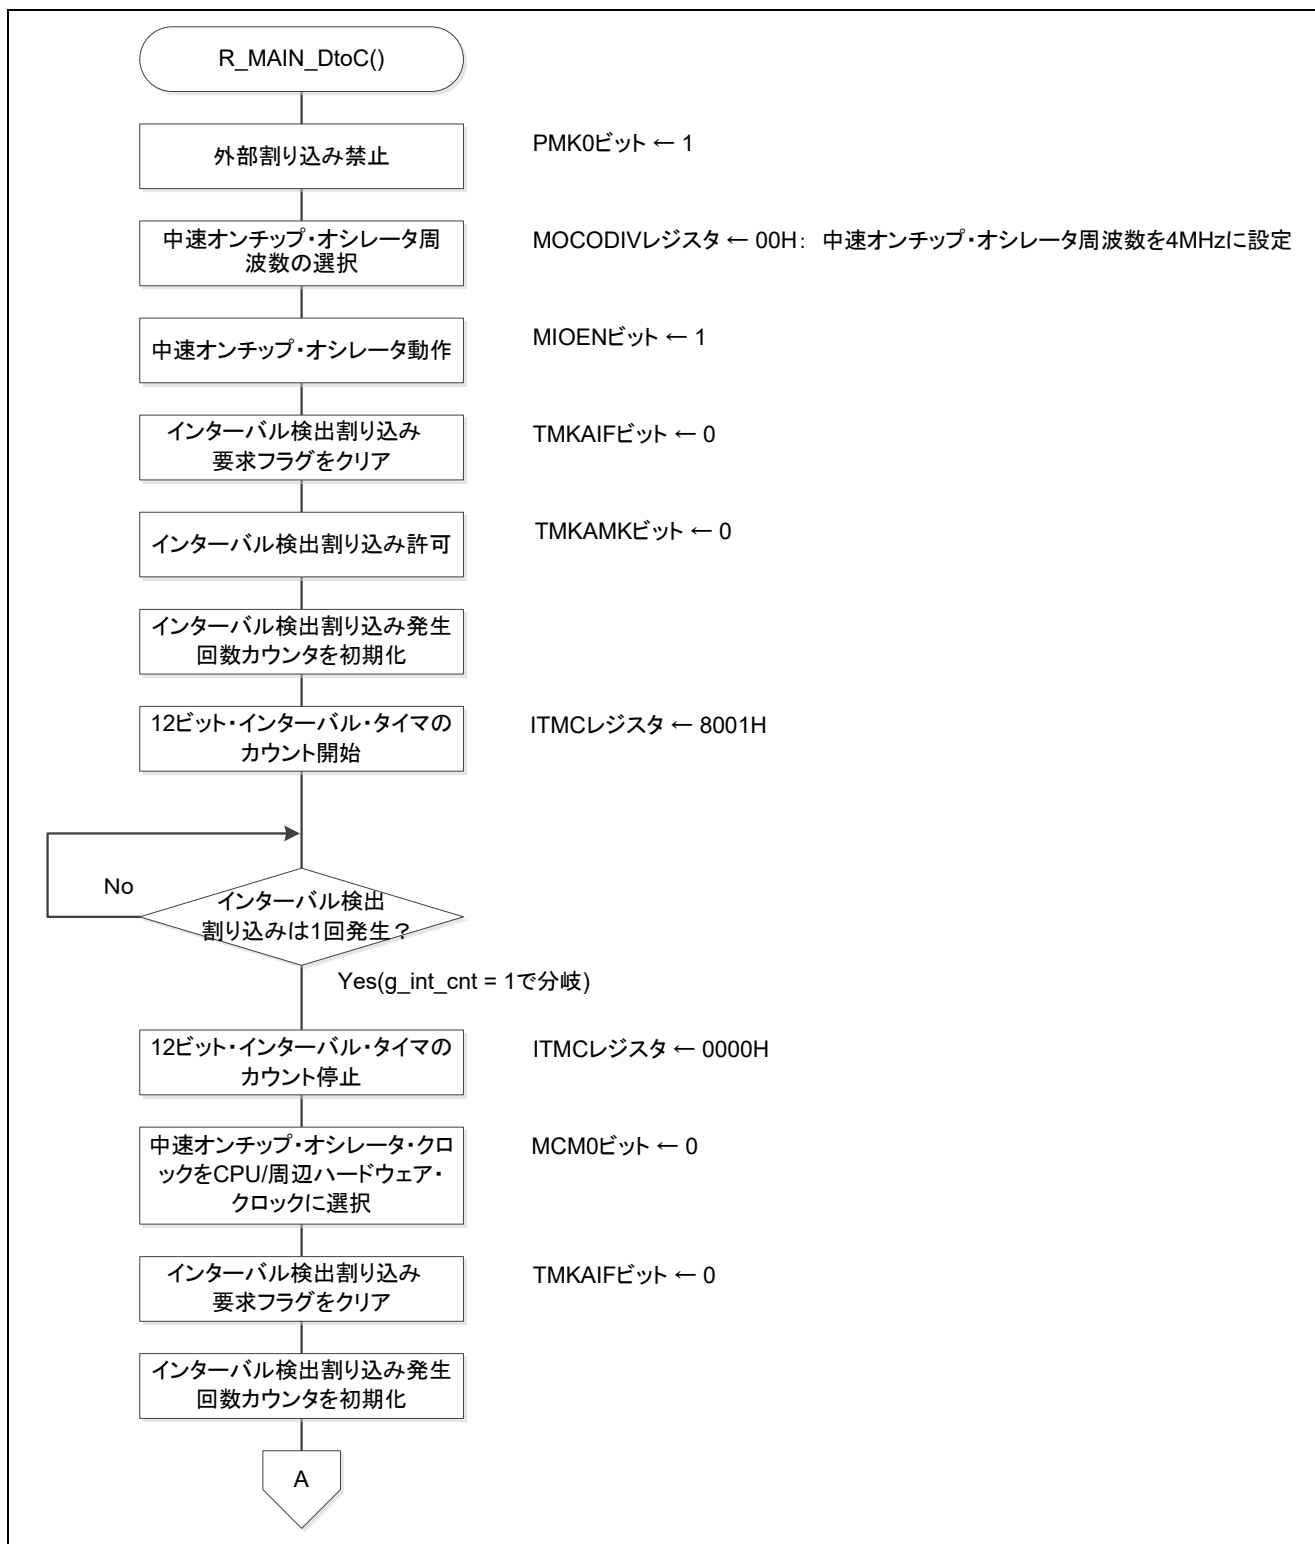 R_MAIN_DtoC()
外部割り込み禁止
PMK0ビット ← 1
中速オンチップ・オシレータ周
波数の選択
MOCODIVレジスタ ← 00H： 中速オンチップ・オシレータ周波数を4MHzに設定
中速オンチップ・オシレータ動作
MIOENビット ← 1
インターバル検出割り込み
要求フラグをクリア
TMKAIFビット ← 0
インターバル検出割り込み許可
TMKAMKビット ← 0
インターバル検出割り込み発生
回数カウンタを初期化
12ビット・インターバル・タイマの
カウント開始
ITMCレジスタ ← 8001H
No
インターバル検出
割り込みは1回発生？
Yes(g_int_cnt = 1で分岐)
12ビット・インターバル・タイマの
カウント停止
ITMCレジスタ ← 0000H
中速オンチップ・オシレータ・クロ
ックをCPU/周辺ハードウェア・
クロックに選択
MCM0ビット ← 0
インターバル検出割り込み
要求フラグをクリア
TMKAIFビット ← 0
インターバル検出割り込み発生
回数カウンタを初期化
A